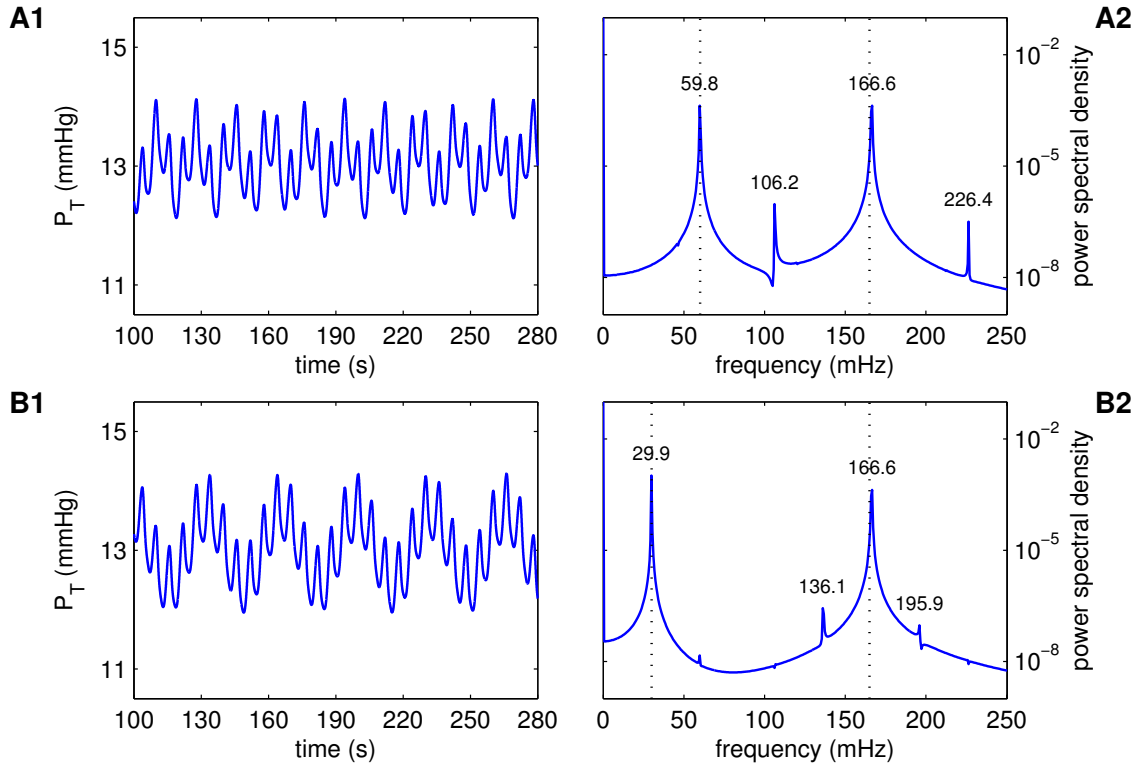 A1
15
13
11
P_T (mmHg)
100 130 160 190 220 250 280
time (s)
A2
59.8
166.6
106.2
226.4
10^−2
10^−5
10^−8
power spectral density
0 50 100 150 200 250
frequency (mHz)
B1
15
13
11
P_T (mmHg)
100 130 160 190 220 250 280
time (s)
B2
29.9
166.6
136.1
195.9
10^−2
10^−5
10^−8
power spectral density
0 50 100 150 200 250
frequency (mHz)